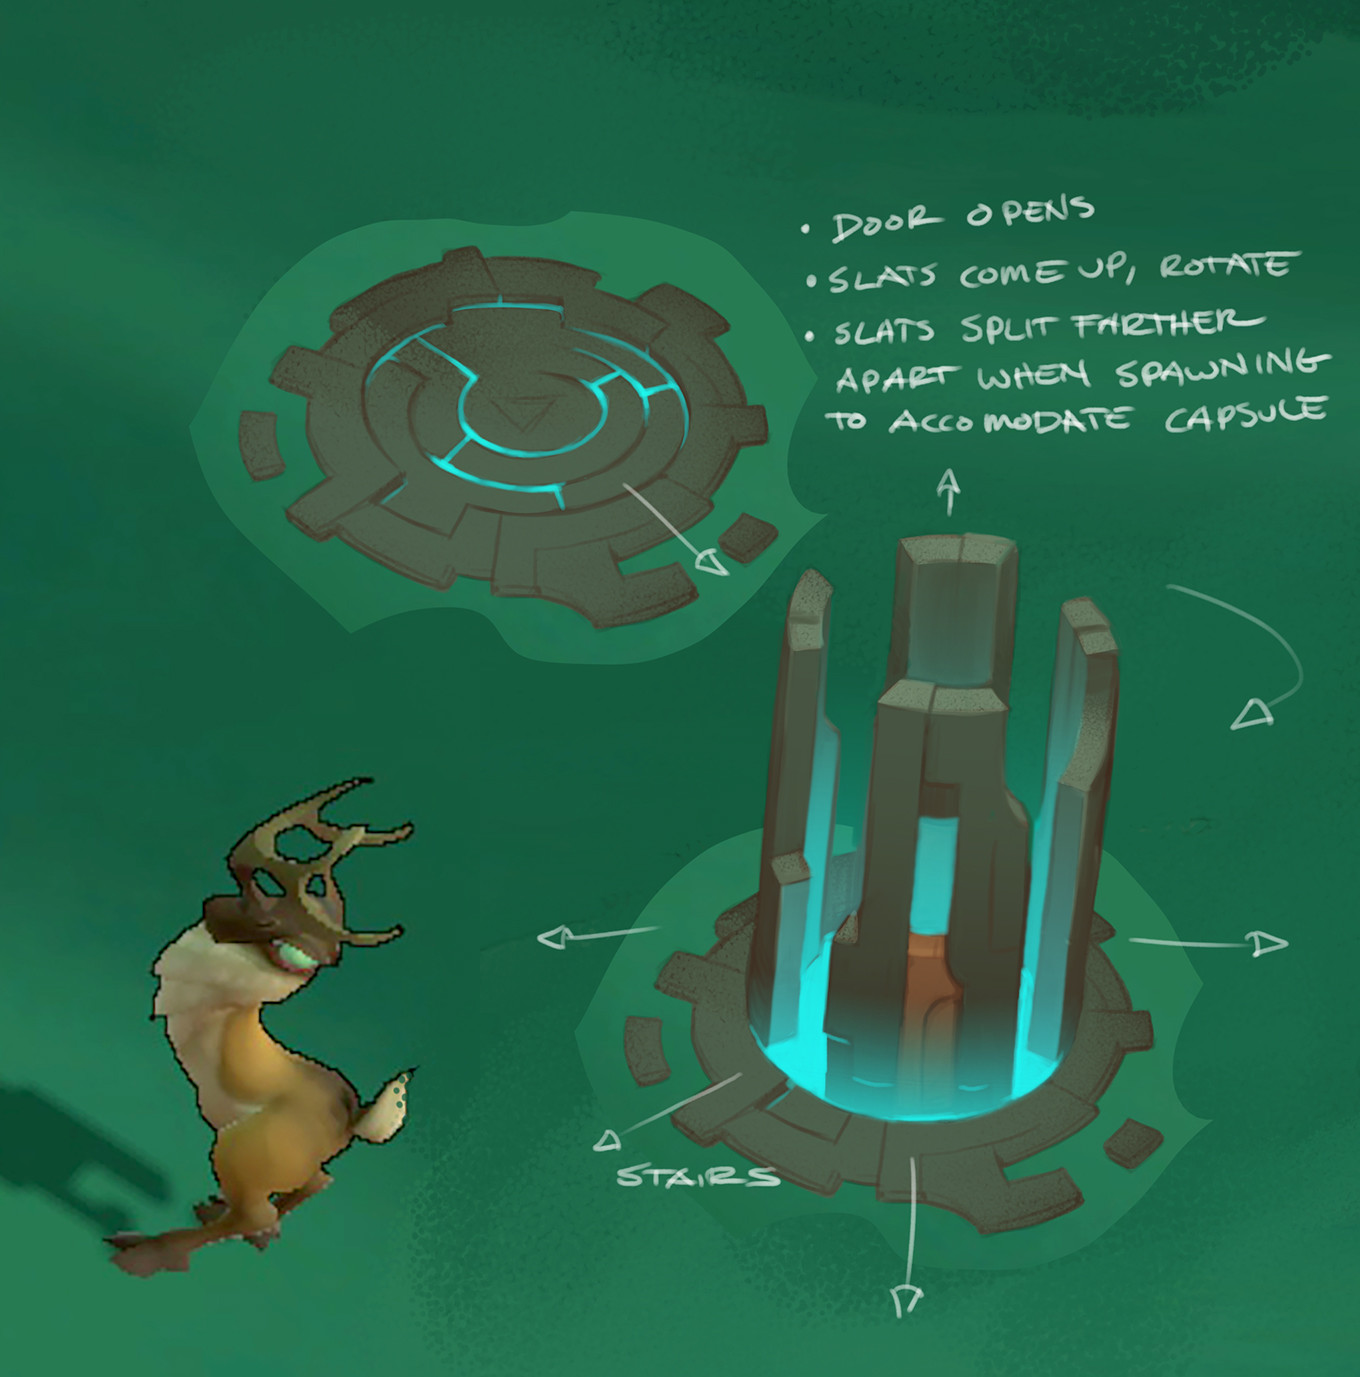 • DOOR OPENS
• SLATS COME UP, ROTATE
• SLATS SPLIT FARTHER
APART WHEN SPAWNING
TO ACCOMODATE CAPSULE
STAIRS